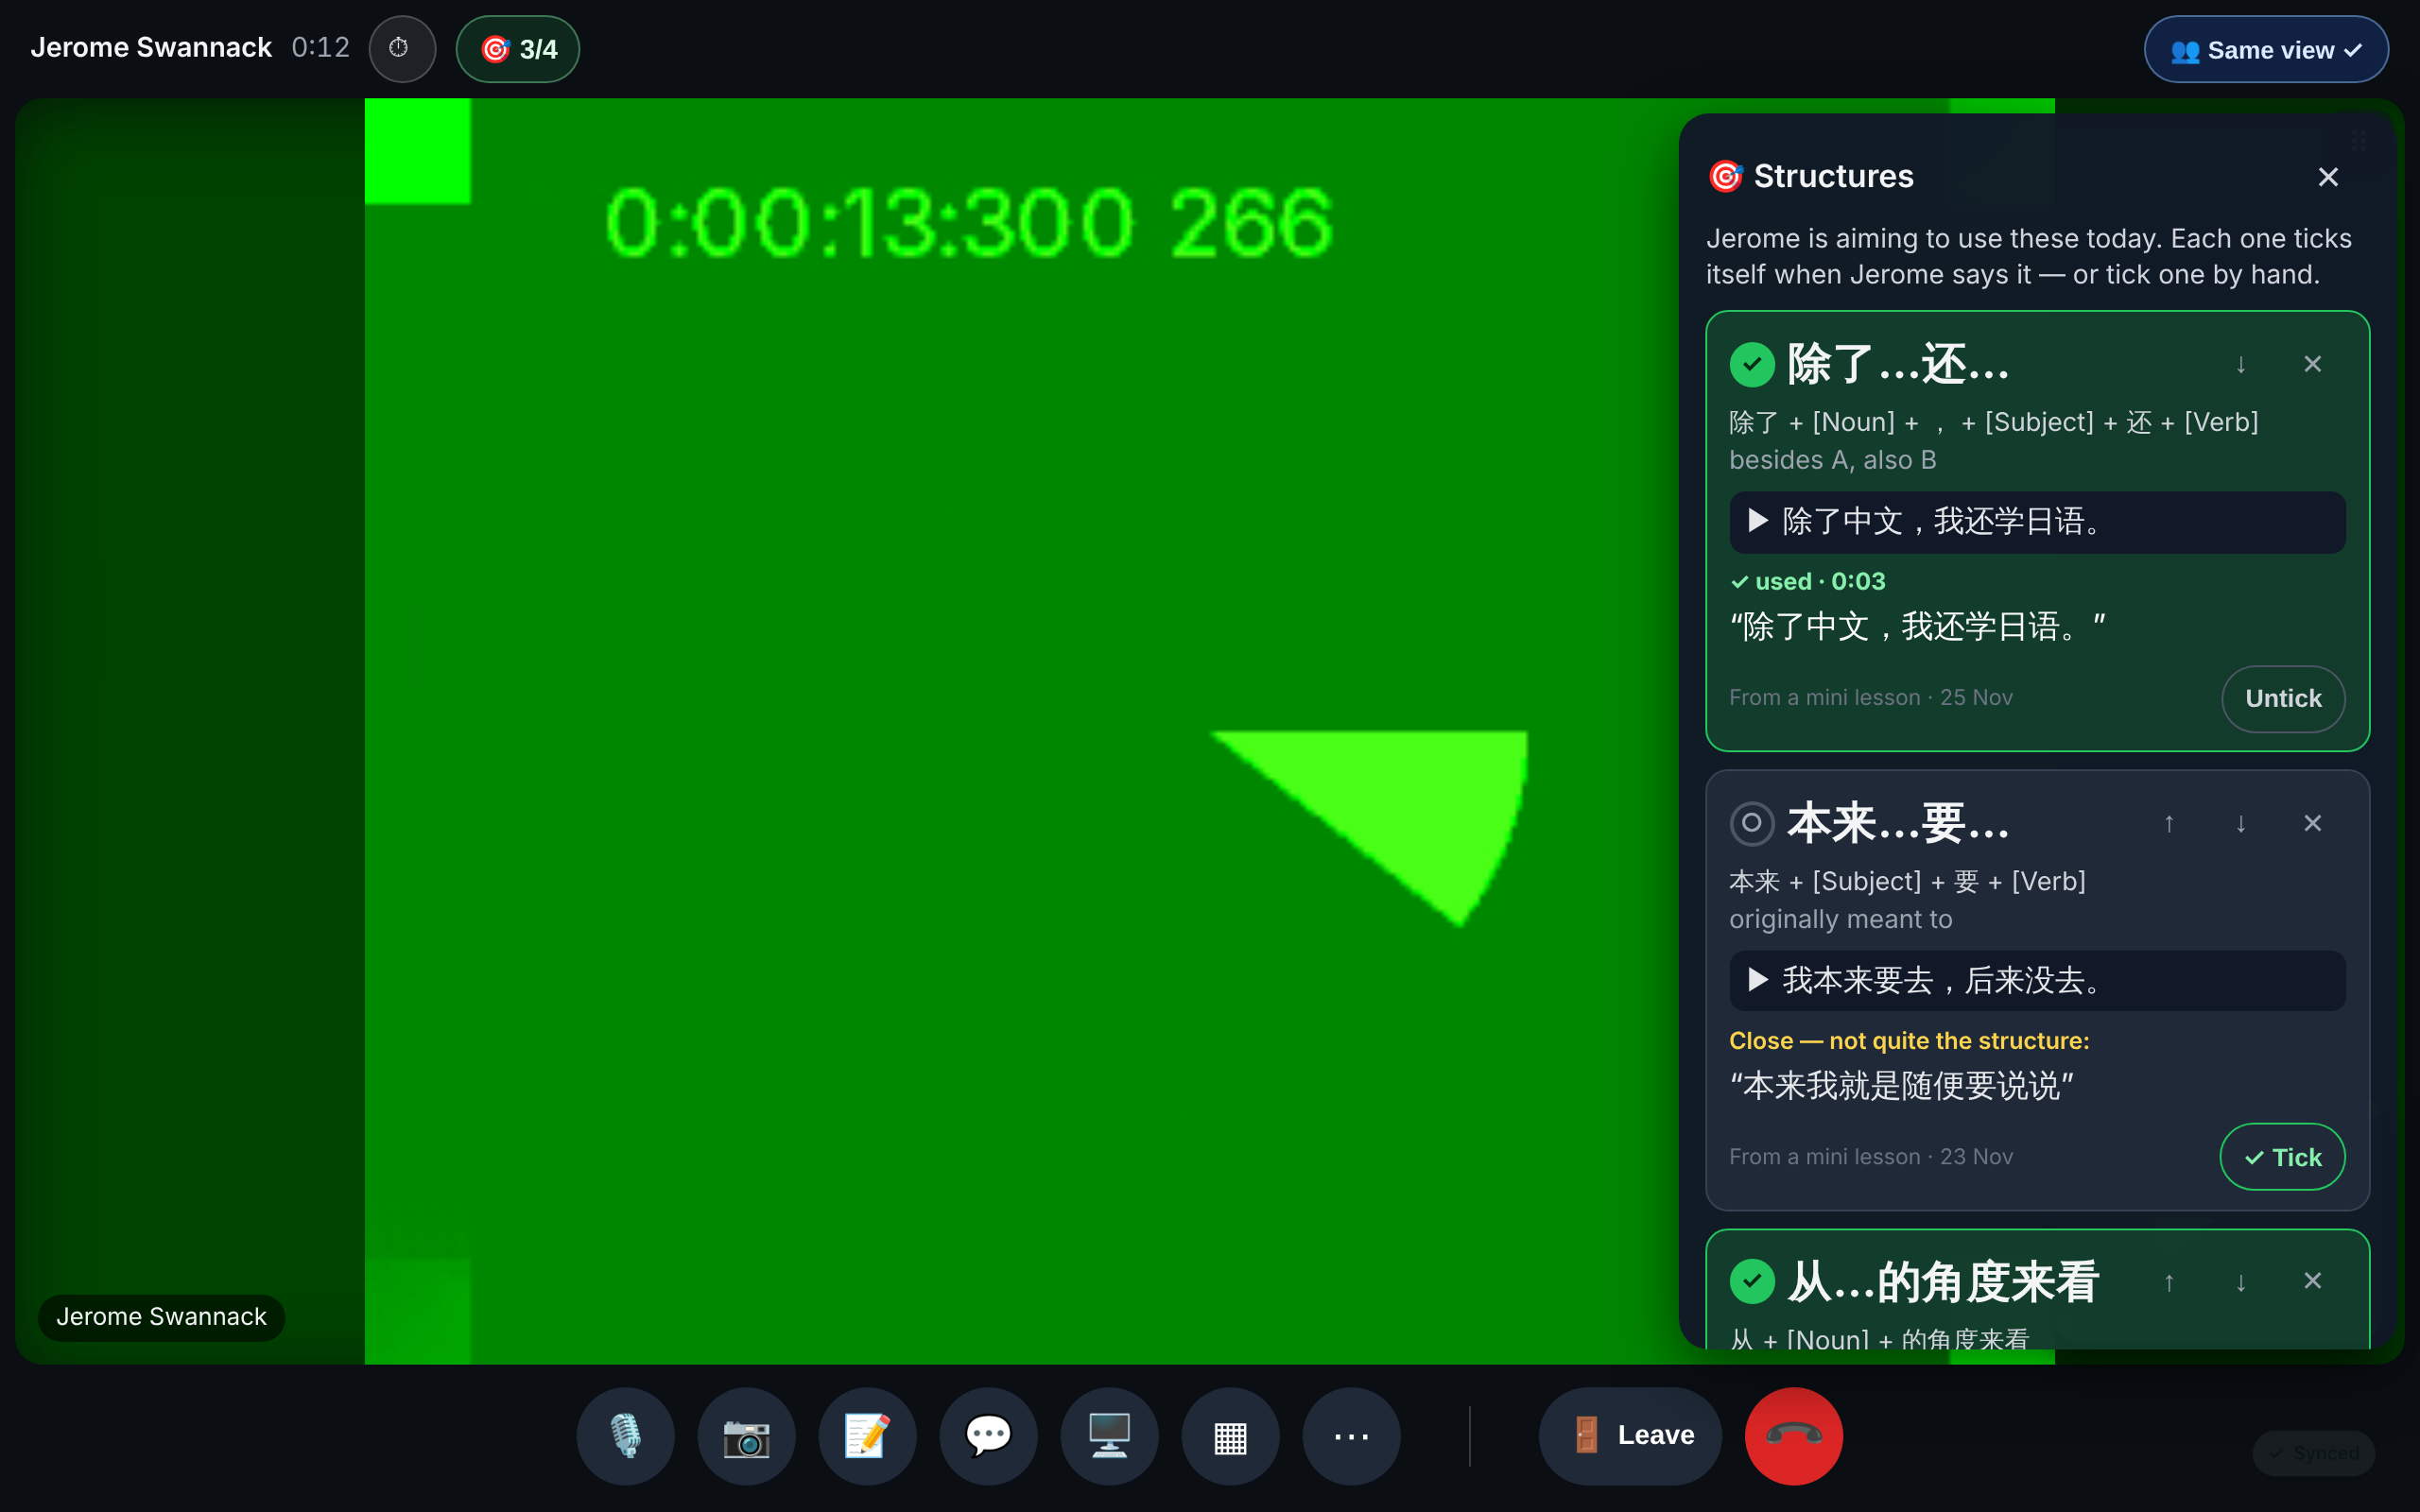 Jerome Swannack 0:12 3/4 Same view ✓
0:00:13:300 266
Structures
Jerome is aiming to use these today. Each one ticks
itself when Jerome says it — or tick one by hand.
除了…还…
除了 + [Noun] + ， + [Subject] + 还 + [Verb]
besides A, also B
▶ 除了中文，我还学日语。
✓ used · 0:03
“除了中文，我还学日语。”
From a mini lesson · 25 Nov
Untick
本来…要…
本来 + [Subject] + 要 + [Verb]
originally meant to
▶ 我本来要去，后来没去。
Close — not quite the structure:
“本来我就是随便要说说”
From a mini lesson · 23 Nov
✓ Tick
从…的角度来看
从 + [Noun] + 的角度来看
Jerome Swannack
Leave
✓ Synced